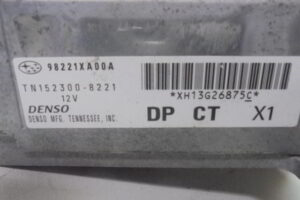 98221XA00A
TN152300-8221
12V
DENSO
DENSO MFG. TENNESSEE, INC.
*XH13G26875C*
DP CT X1